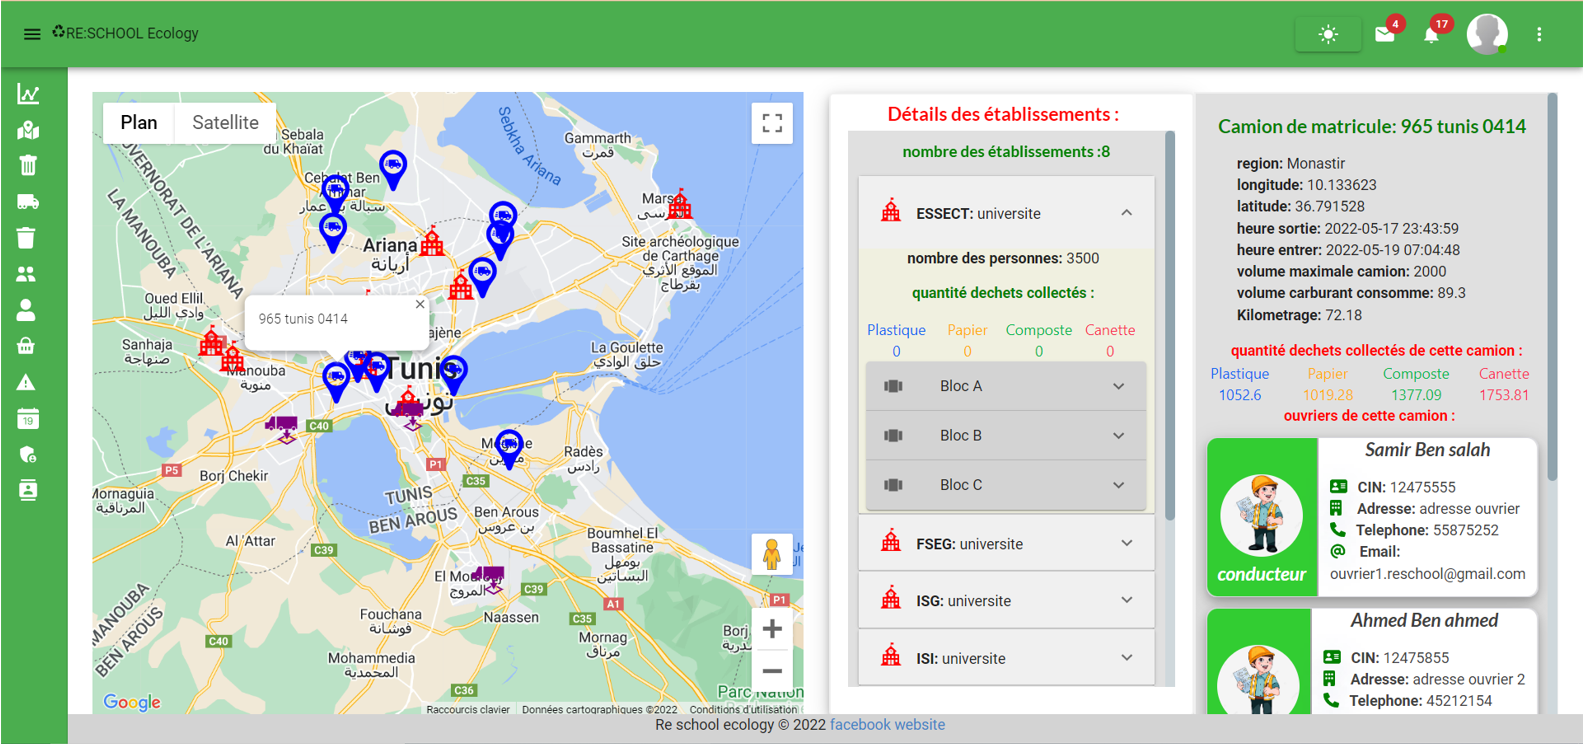 RE:SCHOOL Ecology
4
17
Plan
Satellite
Sebala
du Khaïat
Sebkha Ariana
Gammarth
قمرت
GOUVERNORAT DE L'ARIANA
LA MANOUBA
Cebalat Ben
Ammar
سبالة بن عمار
Ariana
أريانة
Site archéologique
de Carthage
الموقع الأثري
بقرطاج
Oued Ellil
وادي الليل
965 tunis 0414
×
Sanhaja
صنهاجة
Manouba
منوبة
La Goulette
حلق الوادي
Tunis
تونس
C40
P5
Borj Chekir
P1
C35
Radès
رادس
TUNIS
BEN AROUS
Ben Arous
بن عروس
Mornaguia
المرناقية
Al 'Attar
C39
Boumhel El
Bassatine
بومهل
البساتين
المروج
C39
MANOUBA
BEN AROUS
Fouchana
فوشانة
Naassen
A1
C35
P1
C40
Mornag
مرناق
Mohammedia
المحمدية
C36
Google
Raccourcis clavier
Données cartographiques ©2022
Conditions d'utilisation
Détails des établissements :
nombre des établissements :8
ESSECT: universite
nombre des personnes: 3500
quantité dechets collectés :
Plastique Papier Composte Canette
0 0 0 0
Bloc A
Bloc B
Bloc C
FSEG: universite
ISG: universite
ISI: universite
Camion de matricule: 965 tunis 0414
region: Monastir
longitude: 10.133623
latitude: 36.791528
heure sortie: 2022-05-17 23:43:59
heure entrer: 2022-05-19 07:04:48
volume maximale camion: 2000
volume carburant consomme: 89.3
Kilometrage: 72.18
quantité dechets collectés de cette camion :
Plastique Papier Composte Canette
1052.6 1019.28 1377.09 1753.81
ouvriers de cette camion :
Samir Ben salah
CIN: 12475555
Adresse: adresse ouvrier
Telephone: 55875252
Email:
ouvrier1.reschool@gmail.com
conducteur
Ahmed Ben ahmed
CIN: 12475855
Adresse: adresse ouvrier 2
Telephone: 45212154
19
Re school ecology © 2022 facebook website